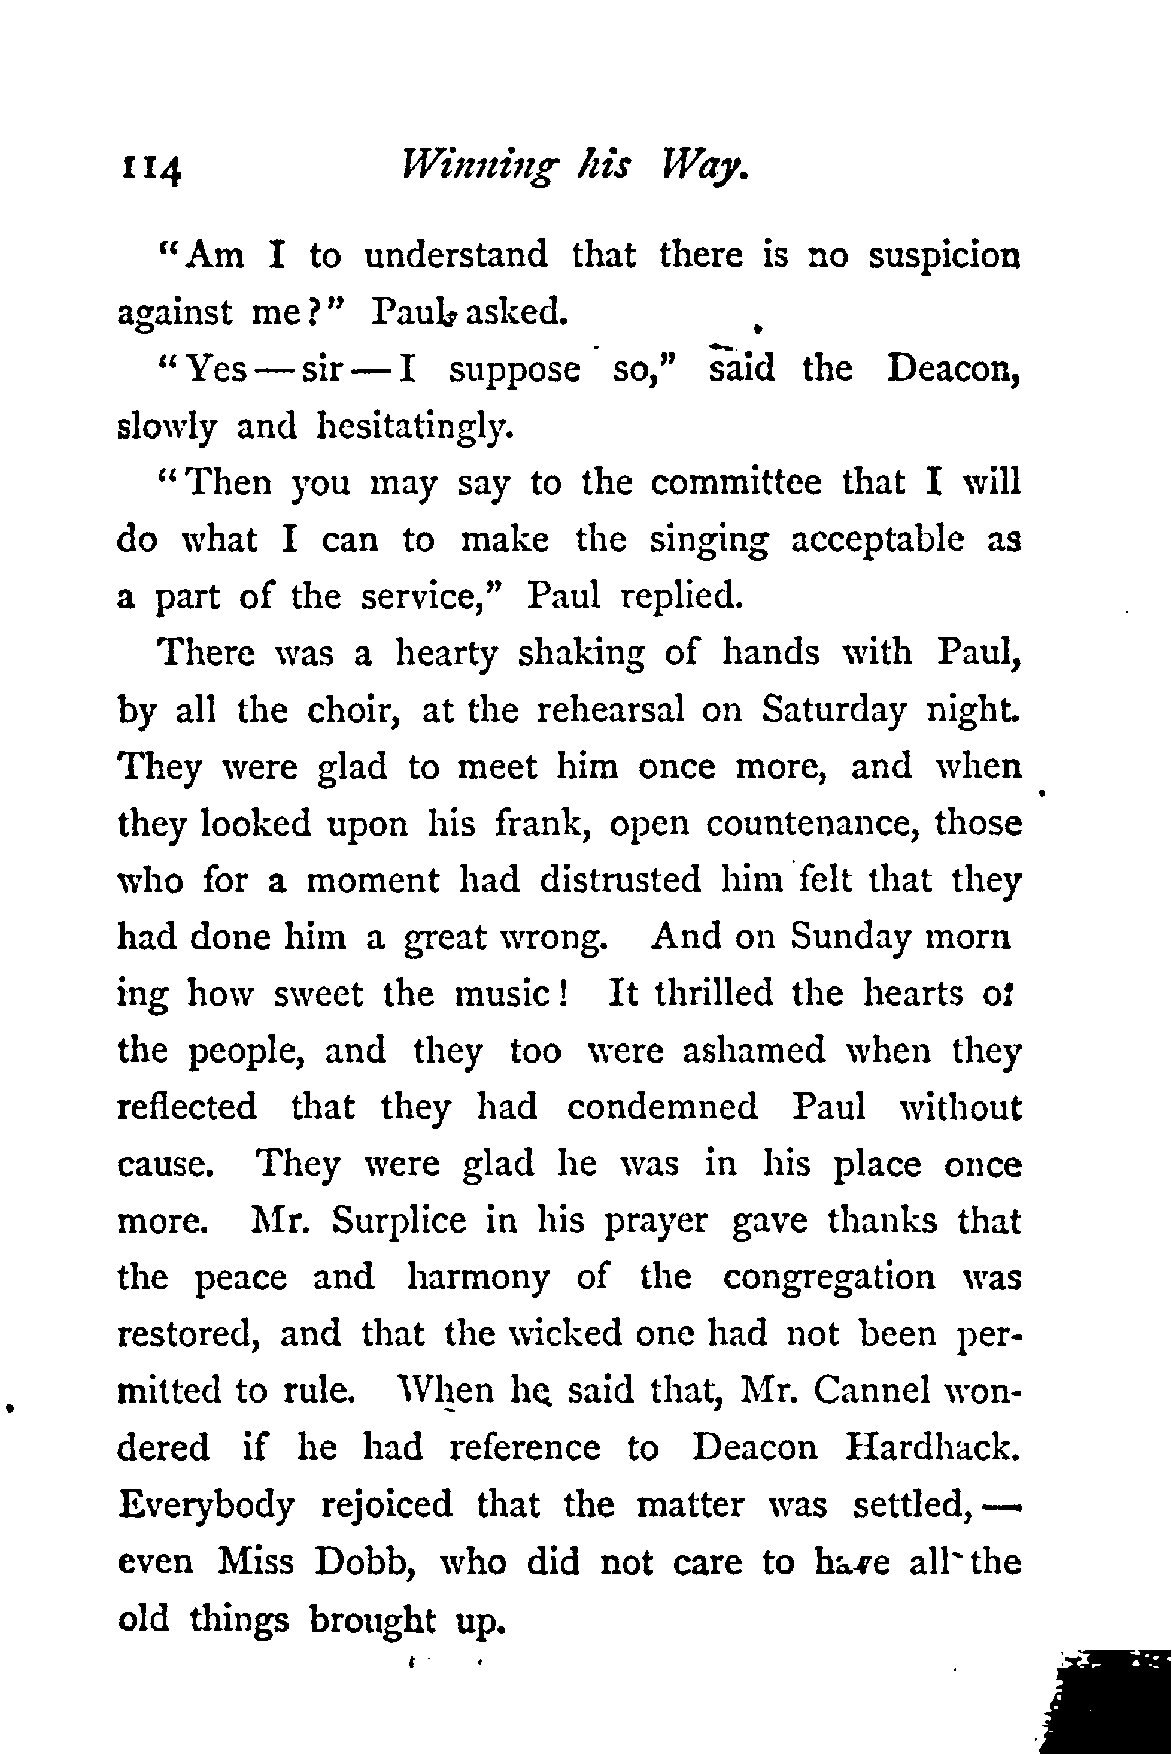 114 Winning his Way.
"Am I to understand that there is no suspicion
against me?" Paul asked.
"Yes—sir—I suppose so," said the Deacon,
slowly and hesitatingly.
"Then you may say to the committee that I will
do what I can to make the singing acceptable as
a part of the service," Paul replied.
There was a hearty shaking of hands with Paul,
by all the choir, at the rehearsal on Saturday night.
They were glad to meet him once more, and when
they looked upon his frank, open countenance, those
who for a moment had distrusted him felt that they
had done him a great wrong. And on Sunday morn
ing how sweet the music! It thrilled the hearts of
the people, and they too were ashamed when they
reflected that they had condemned Paul without
cause. They were glad he was in his place once
more. Mr. Surplice in his prayer gave thanks that
the peace and harmony of the congregation was
restored, and that the wicked one had not been per-
mitted to rule. When he said that, Mr. Cannel won-
dered if he had reference to Deacon Hardhack.
Everybody rejoiced that the matter was settled,—
even Miss Dobb, who did not care to have all the
old things brought up.